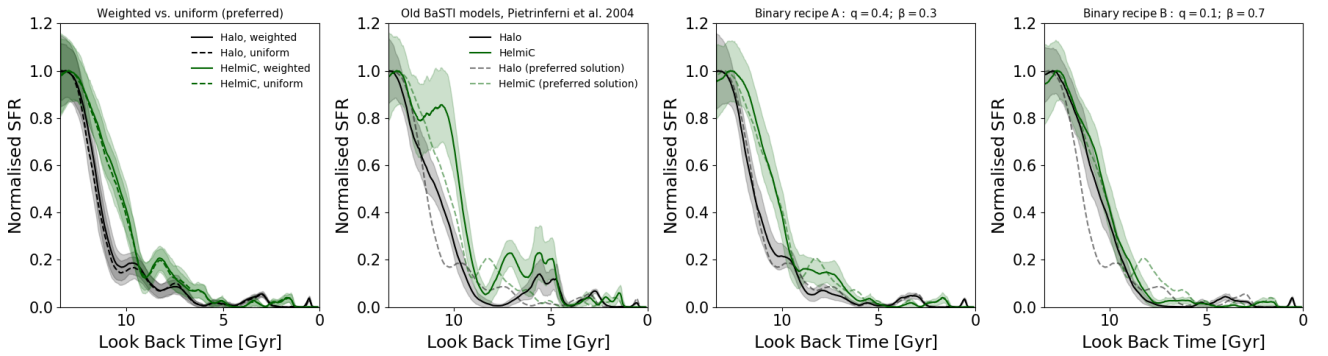 Weighted vs. uniform (preferred)
Normalised SFR
1.2
1.0
0.8
0.6
0.4
0.2
0.0
Halo, weighted
Halo, uniform
HelmiC, weighted
HelmiC, uniform
10
5
0
Look Back Time [Gyr]
Old BaSTI models, Pietrinferni et al. 2004
Normalised SFR
1.2
1.0
0.8
0.6
0.4
0.2
0.0
Halo
HelmiC
Halo (preferred solution)
HelmiC (preferred solution)
10
5
0
Look Back Time [Gyr]
Binary recipe A : q = 0.4; β = 0.3
Normalised SFR
1.2
1.0
0.8
0.6
0.4
0.2
0.0
10
5
0
Look Back Time [Gyr]
Binary recipe B : q = 0.1; β = 0.7
Normalised SFR
1.2
1.0
0.8
0.6
0.4
0.2
0.0
10
5
0
Look Back Time [Gyr]